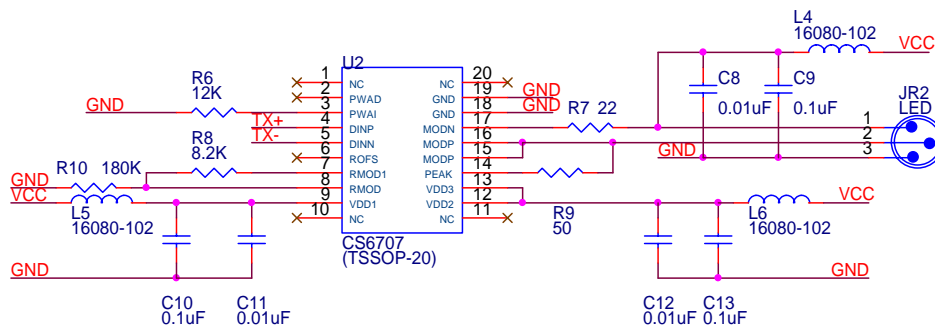 L4
16080-102
VCC
U2
R6
12K
GND
1
NC
NC
20
2
PWAD
GND
19
GND
3
PWAI
GND
18
GND
TX+
4
DINP
MODN
17
R7 22
TX-
5
DINN
MODP
16
6
ROFS
MODP
15
7
RMOD1
PEAK
14
8
RMOD
VDD3
13
9
VDD1
VDD2
12
10
NC
NC
11
C8
0.01uF
C9
0.1uF
JR2
LED
1
2
3
GND
R8
8.2K
R10 180K
GND
VCC
L5
16080-102
CS6707
(TSSOP-20)
R9
50
VCC
L6
16080-102
GND
GND
C10
0.1uF
C11
0.01uF
C12
0.01uF
C13
0.1uF